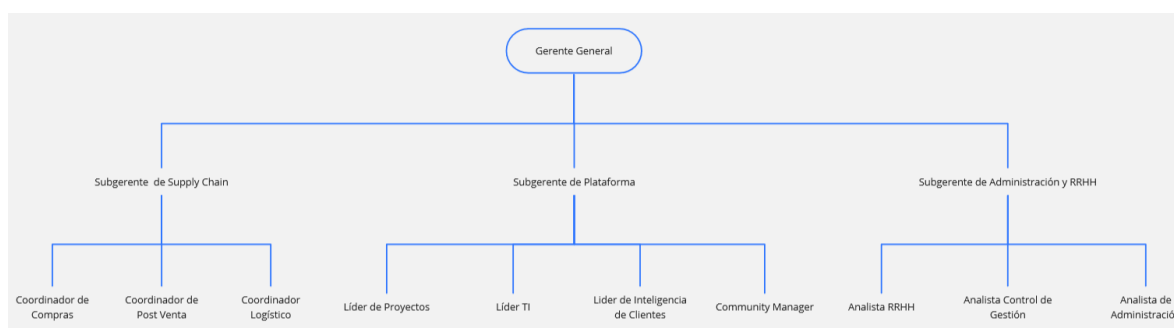 Gerente General
Subgerente de Supply Chain
Subgerente de Plataforma
Subgerente de Administración y RRHH
Coordinador de
Compras
Coordinador de
Post Venta
Coordinador
Logístico
Líder de Proyectos
Líder TI
Lider de Inteligencia
de Clientes
Community Manager
Analista RRHH
Analista Control de
Gestión
Analista de
Administració